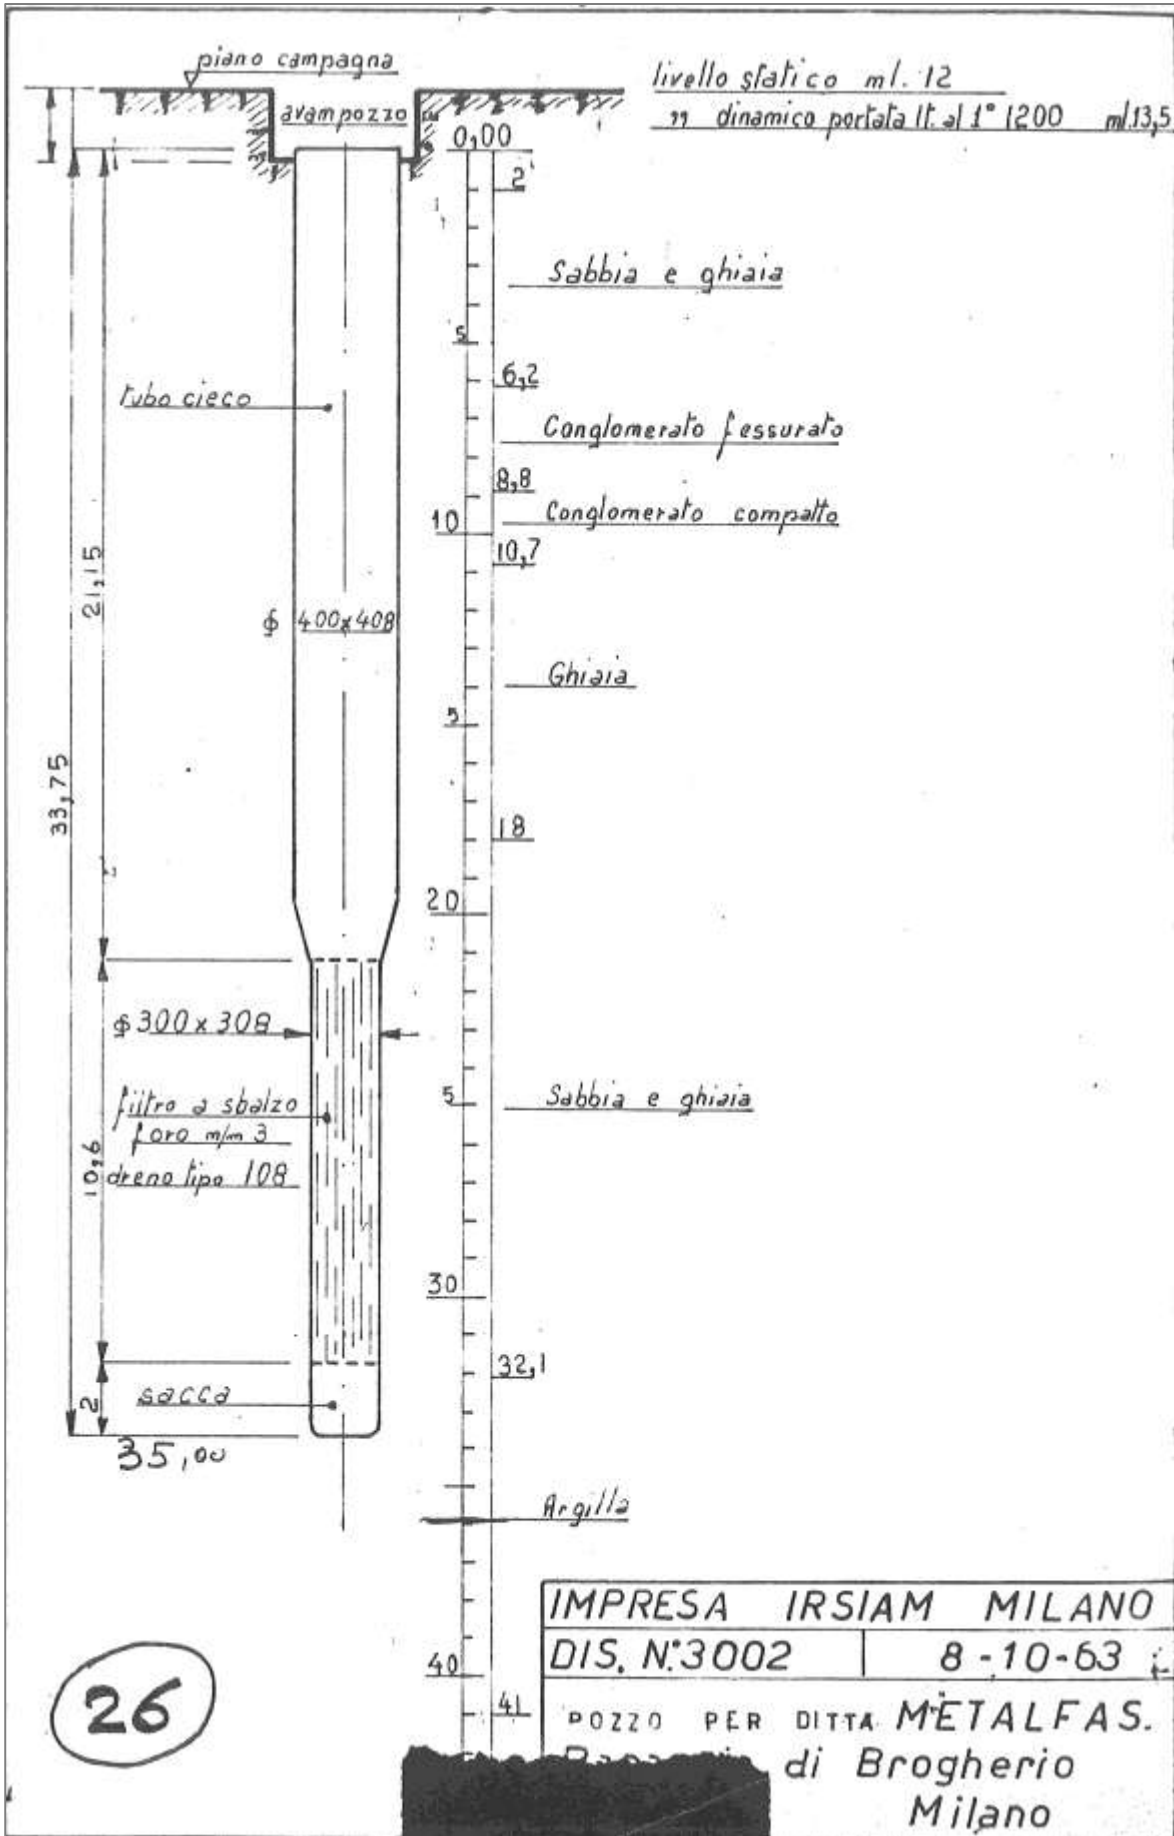 piano campagna
avampozzo
livello statico ml. 12
" dinamico portata lt. al 1° 1200 ml.13,5
0,00
2
Sabbia e ghiaia
5
6,2
tubo cieco
Conglomerato fessurato
8,8
Conglomerato compatto
10
10,7
21,15
ϕ 400x408
Ghiaia
5
33,75
18
20
ϕ 300x308
filtro a sbalzo
foro m/m 3
dreno tipo 108
5
Sabbia e ghiaia
10,6
30
32,1
sacca
2
35,00
Argilla
IMPRESA IRSIAM MILANO
DIS. N°3002 8-10-63
40
41
26
POZZO PER DITTA METALFAS.
di Brogherio
Milano